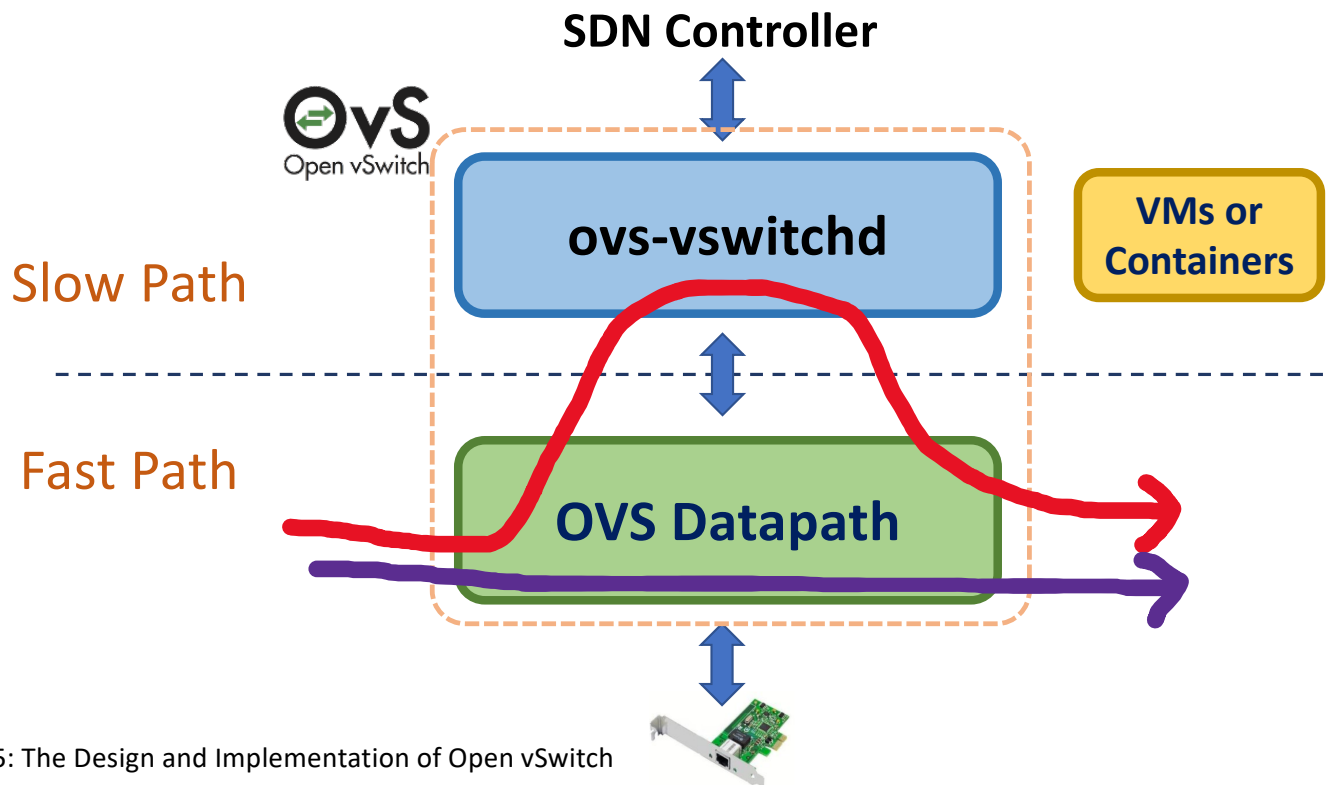 SDN Controller
OvS
Open vSwitch
ovs-vswitchd
VMs or
Containers
Slow Path
Fast Path
OVS Datapath
5: The Design and Implementation of Open vSwitch